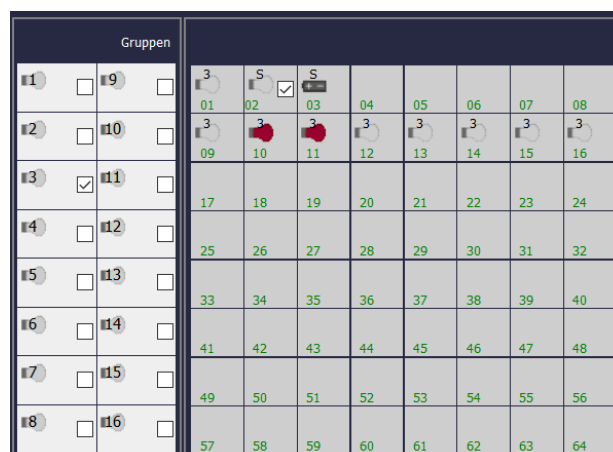 Gruppen
1 9 3 S S
01 02 03 04 05 06 07 08
2 10 3 3 3 3 3 3 3 3
09 10 11 12 13 14 15 16
3 11
17 18 19 20 21 22 23 24
4 12
25 26 27 28 29 30 31 32
5 13
33 34 35 36 37 38 39 40
6 14
41 42 43 44 45 46 47 48
7 15
49 50 51 52 53 54 55 56
8 16
57 58 59 60 61 62 63 64